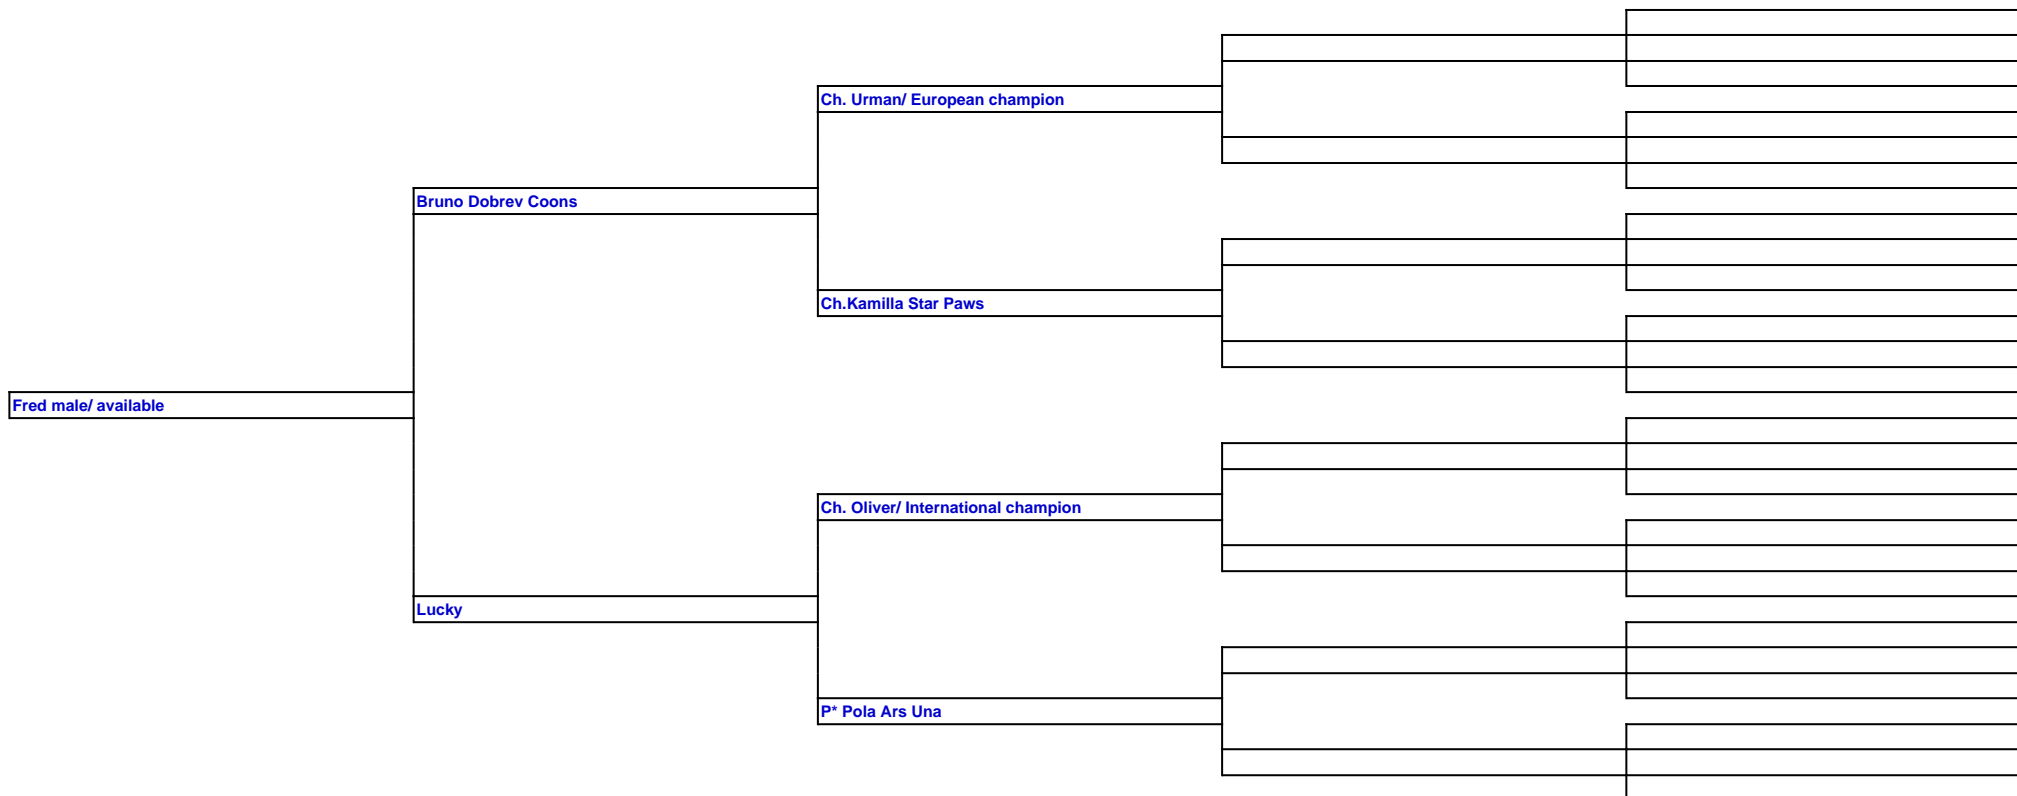 Ch. Urman/ European champion
Bruno Dobrev Coons
Ch.Kamilla Star Paws
Fred male/ available
Ch. Oliver/ International champion
Lucky
P* Pola Ars Una